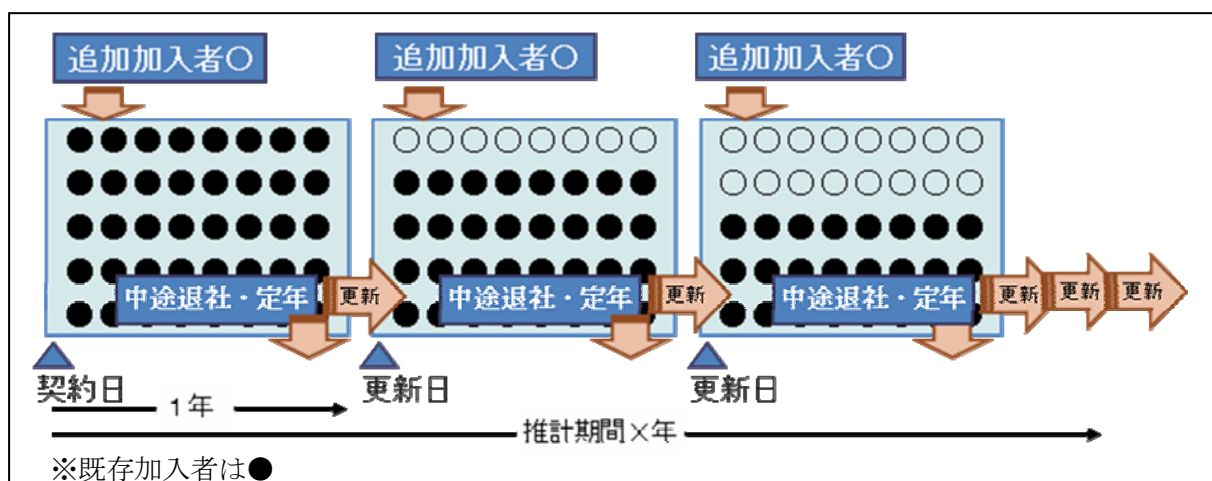 追加加入者○ 追加加入者○ 追加加入者○
中途退社・定年 更新 中途退社・定年 更新 中途退社・定年 更新 更新 更新
契約日 更新日 更新日
1年
推計期間×年
※既存加入者は●